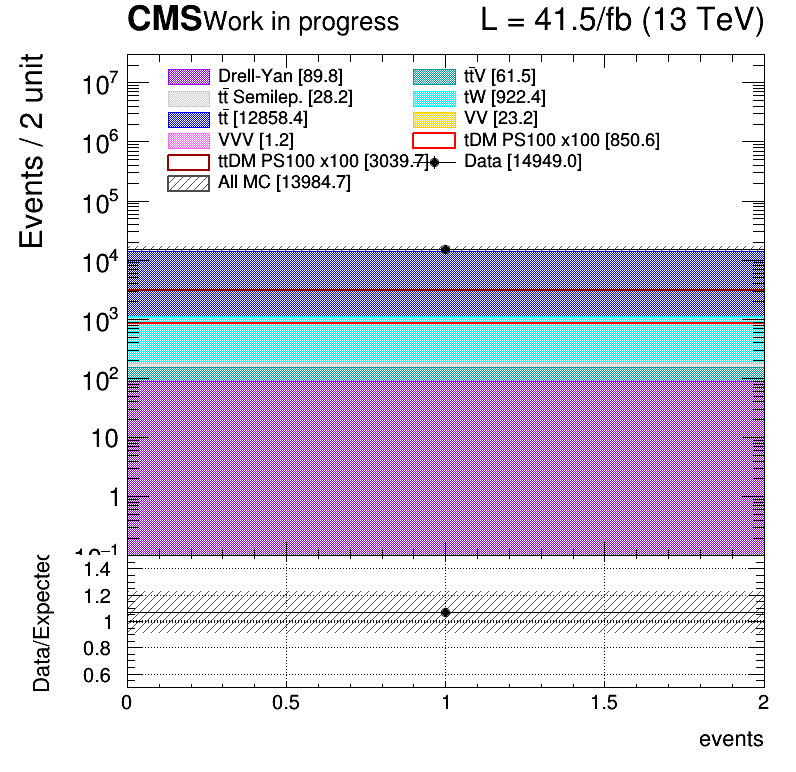 CMS Work in progress L = 41.5/fb (13 TeV)
Events / 2 unit
10⁷
10⁶
10⁵
10⁴
10³
10²
10
1
10⁻¹
Drell-Yan [89.8]
tt̄V [61.5]
tt̄ Semilep. [28.2]
tW [922.4]
tt̄ [12858.4]
VV [23.2]
VVV [1.2]
tDM PS100 x100 [850.6]
ttDM PS100 x100 [3039.7]
Data [14949.0]
All MC [13984.7]
Data/Expected
1.4
1.2
1
0.8
0.6
0 0.5 1 1.5 2
events